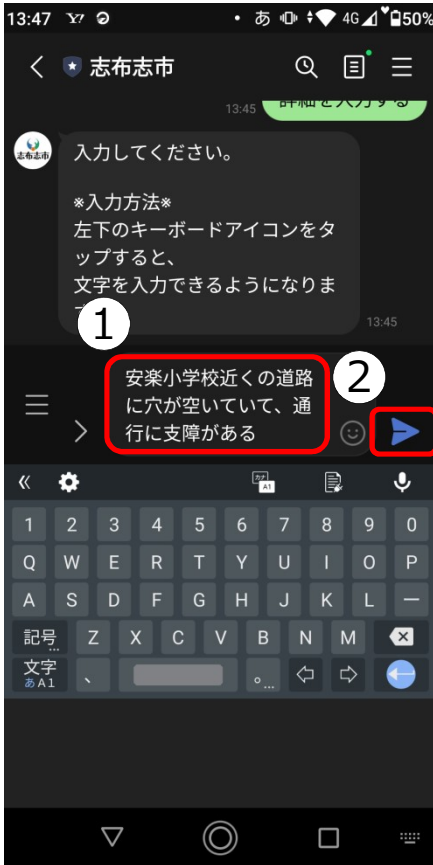 13:47
4G
50%
志布志市
詳細を入力する
13:45
志布志市
入力してください。
※入力方法※
左下のキーボードアイコンをタ
ップすると、
文字を入力できるようになりま
13:45
1
2
安楽小学校近くの道路
に穴が空いていて、通
行に支障がある
カナ
A1
1 2 3 4 5 6 7 8 9 0
Q W E R T Y U I O P
A S D F G H J K L ー
記号 Z X C V B N M
文字
あA1
、 。